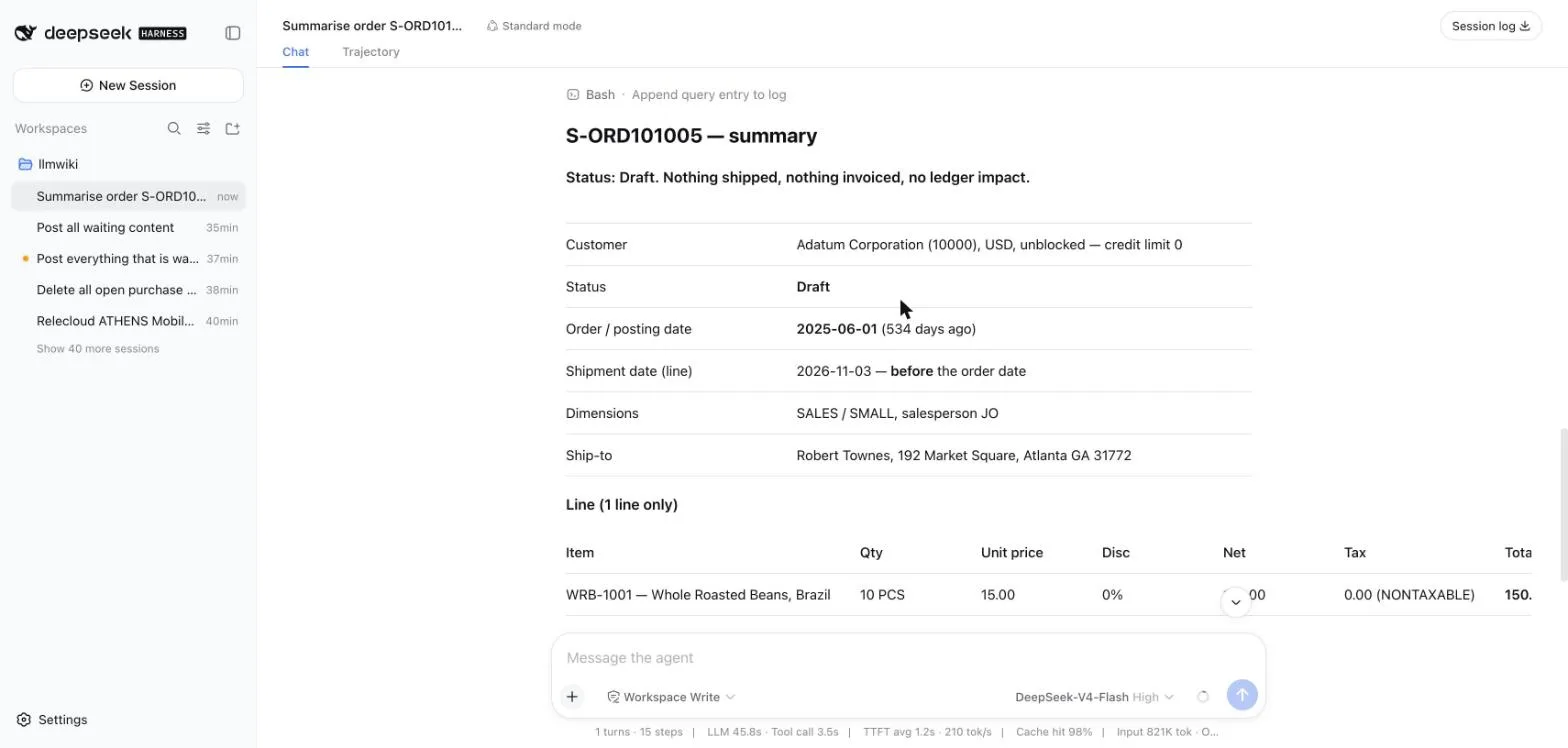 deepseek HARNESS
New Session
Workspaces
llmwiki
Summarise order S-ORD10... now
Post all waiting content 35min
Post everything that is wa... 37min
Delete all open purchase ... 38min
Relecloud ATHENS Mobil... 40min
Show 40 more sessions
Settings
Summarise order S-ORD101... Standard mode
Session log
Chat Trajectory
Bash · Append query entry to log
S-ORD101005 — summary
Status: Draft. Nothing shipped, nothing invoiced, no ledger impact.
Customer Adatum Corporation (10000), USD, unblocked — credit limit 0
Status Draft
Order / posting date 2025-06-01 (534 days ago)
Shipment date (line) 2026-11-03 — before the order date
Dimensions SALES / SMALL, salesperson JO
Ship-to Robert Townes, 192 Market Square, Atlanta GA 31772
Line (1 line only)
Item Qty Unit price Disc Net Tax Tota
WRB-1001 — Whole Roasted Beans, Brazil 10 PCS 15.00 0% 00 0.00 (NONTAXABLE) 150.
Message the agent
Workspace Write DeepSeek-V4-Flash High
1 turns · 15 steps | LLM 45.8s · Tool call 3.5s | TTFT avg 1.2s · 210 tok/s | Cache hit 98% | Input 821K tok · O...